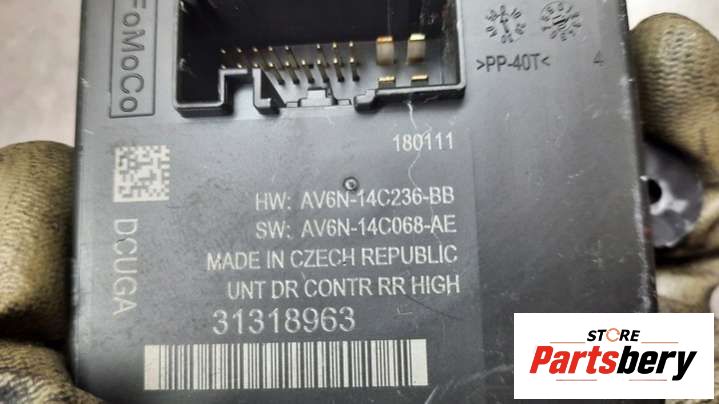 FoMoCo
>PP-40T<
4
180111
HW: AV6N-14C236-BB
SW: AV6N-14C068-AE
DCUGA
MADE IN CZECH REPUBLIC
UNT DR CONTR RR HIGH
31318963
STORE
Partsbery